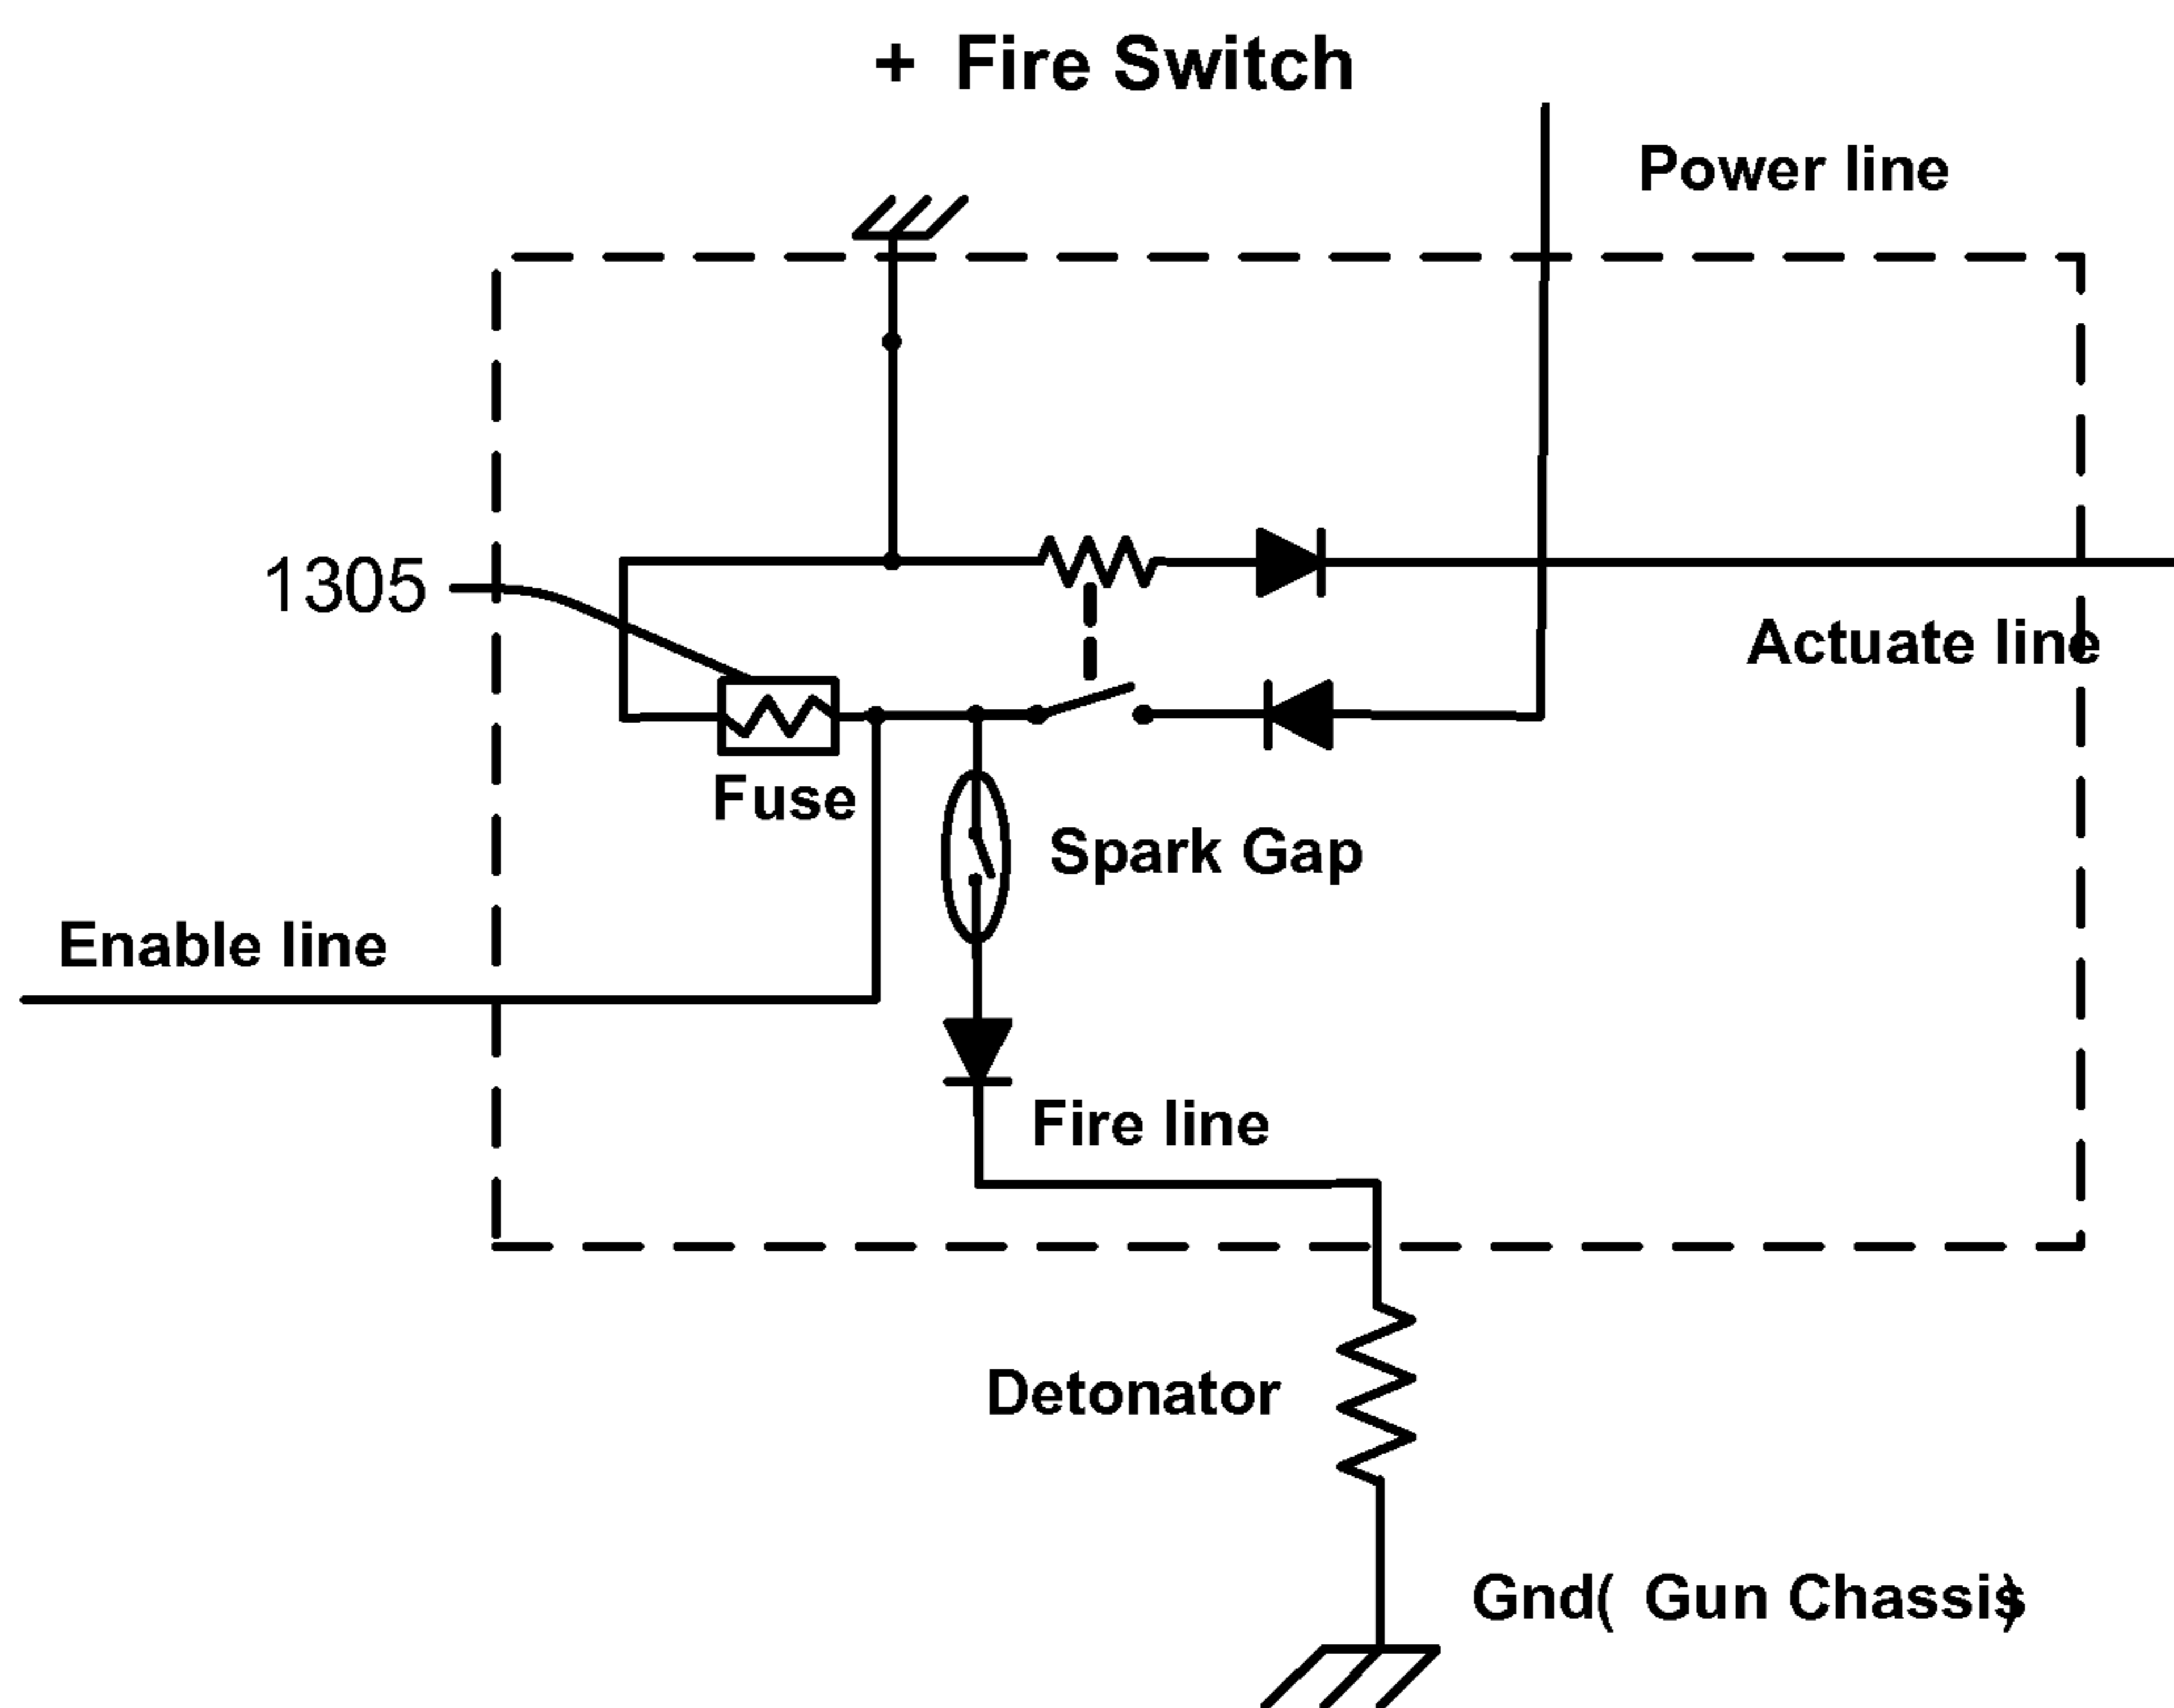 + Fire Switch
Power line
1305
Actuate line
Fuse
Spark Gap
Enable line
Fire line
Detonator
Gnd( Gun Chassis)